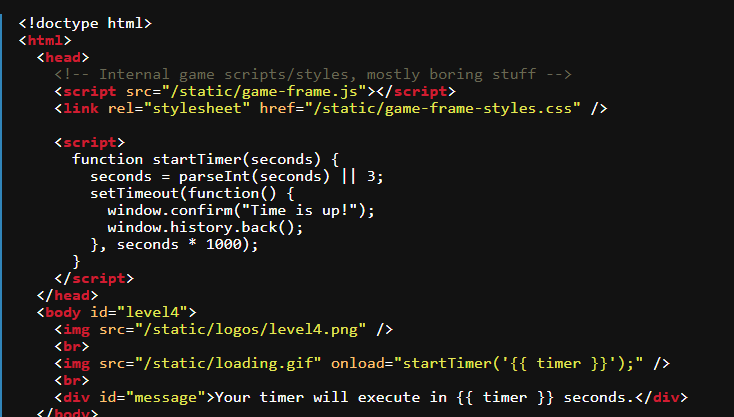 <!doctype html>
<html>
  <head>
    <!-- Internal game scripts/styles, mostly boring stuff -->
    <script src="/static/game-frame.js"></script>
    <link rel="stylesheet" href="/static/game-frame-styles.css" />

    <script>
      function startTimer(seconds) {
        seconds = parseInt(seconds) || 3;
        setTimeout(function() {
          window.confirm("Time is up!");
          window.history.back();
        }, seconds * 1000);
      }
    </script>
  </head>
  <body id="level4">
    <img src="/static/logos/level4.png" />
    <br>
    <img src="/static/loading.gif" onload="startTimer('{{ timer }}');" />
    <br>
    <div id="message">Your timer will execute in {{ timer }} seconds.</div>
  </body>